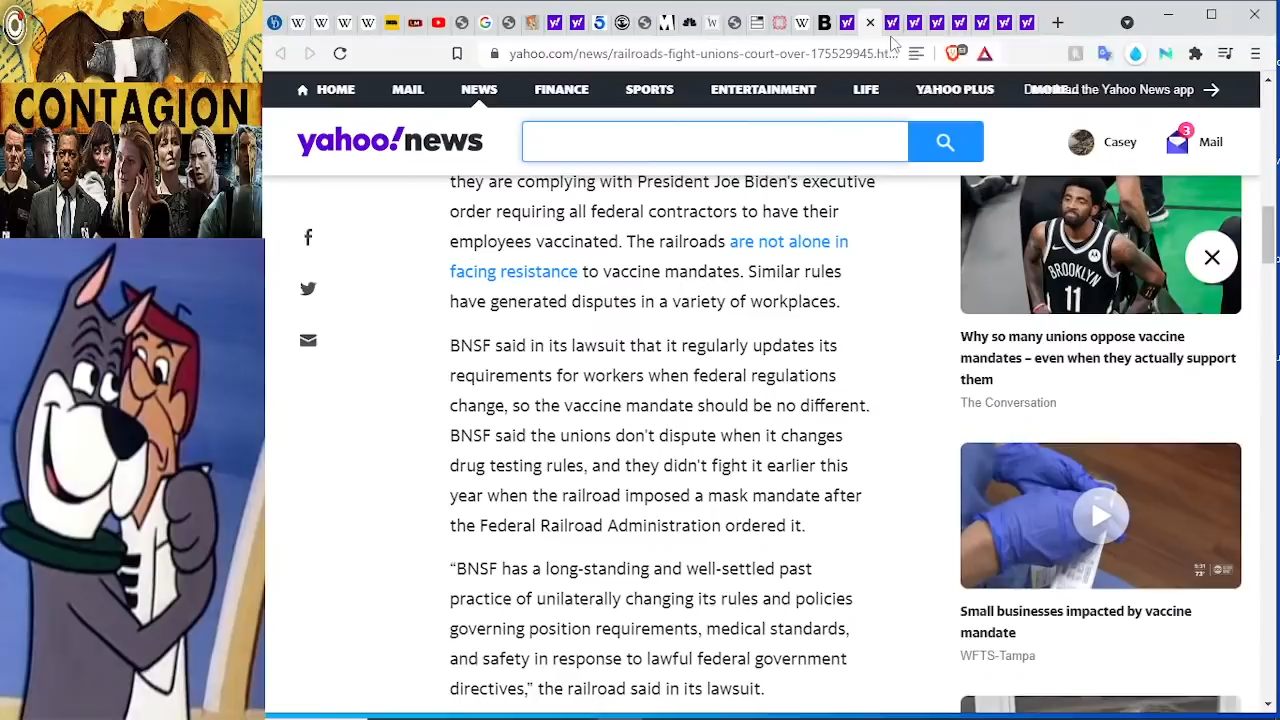 CONTAGION
yahoo.com/news/railroads-fight-unions-court-over-175529945.ht...
HOME
MAIL
NEWS
FINANCE
SPORTS
ENTERTAINMENT
LIFE
YAHOO PLUS
MORE...
the Yahoo News app
yahoo!news
Casey
3
Mail
they are complying with President Joe Biden's executive
order requiring all federal contractors to have their
employees vaccinated. The railroads are not alone in
facing resistance to vaccine mandates. Similar rules
have generated disputes in a variety of workplaces.
BNSF said in its lawsuit that it regularly updates its
requirements for workers when federal regulations
change, so the vaccine mandate should be no different.
BNSF said the unions don't dispute when it changes
drug testing rules, and they didn't fight it earlier this
year when the railroad imposed a mask mandate after
the Federal Railroad Administration ordered it.
“BNSF has a long-standing and well-settled past
practice of unilaterally changing its rules and policies
governing position requirements, medical standards,
and safety in response to lawful federal government
directives,” the railroad said in its lawsuit.
BROOKLYN
11
Why so many unions oppose vaccine
mandates – even when they actually support
them
The Conversation
5:31
73°
abc
Small businesses impacted by vaccine
mandate
WFTS-Tampa